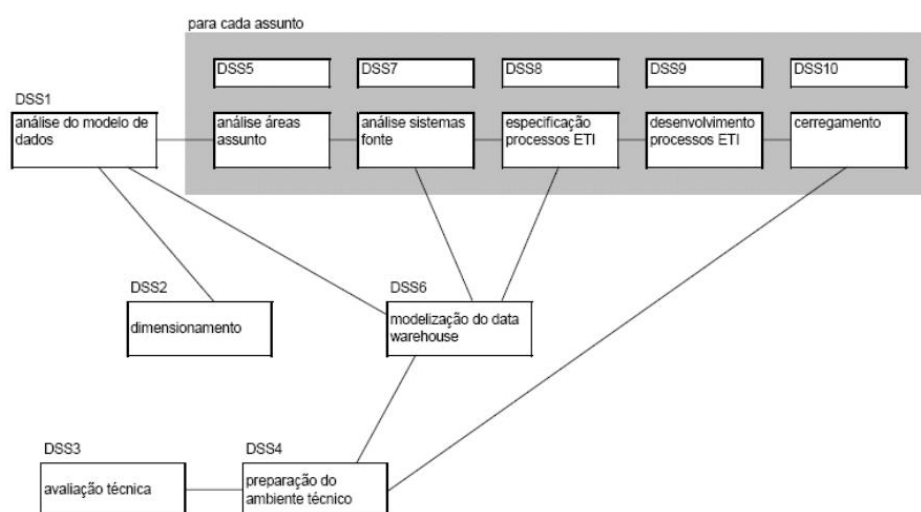 para cada assunto
DSS5
DSS7
DSS8
DSS9
DSS10
DSS1
análise do modelo de
dados
análise áreas
assunto
análise sistemas
fonte
especificação
processos ETI
desenvolvimento
processos ETI
cerregamento
DSS2
dimensionamento
DSS6
modelização do data
warehouse
DSS3
avaliação técnica
DSS4
preparação do
ambiente técnico